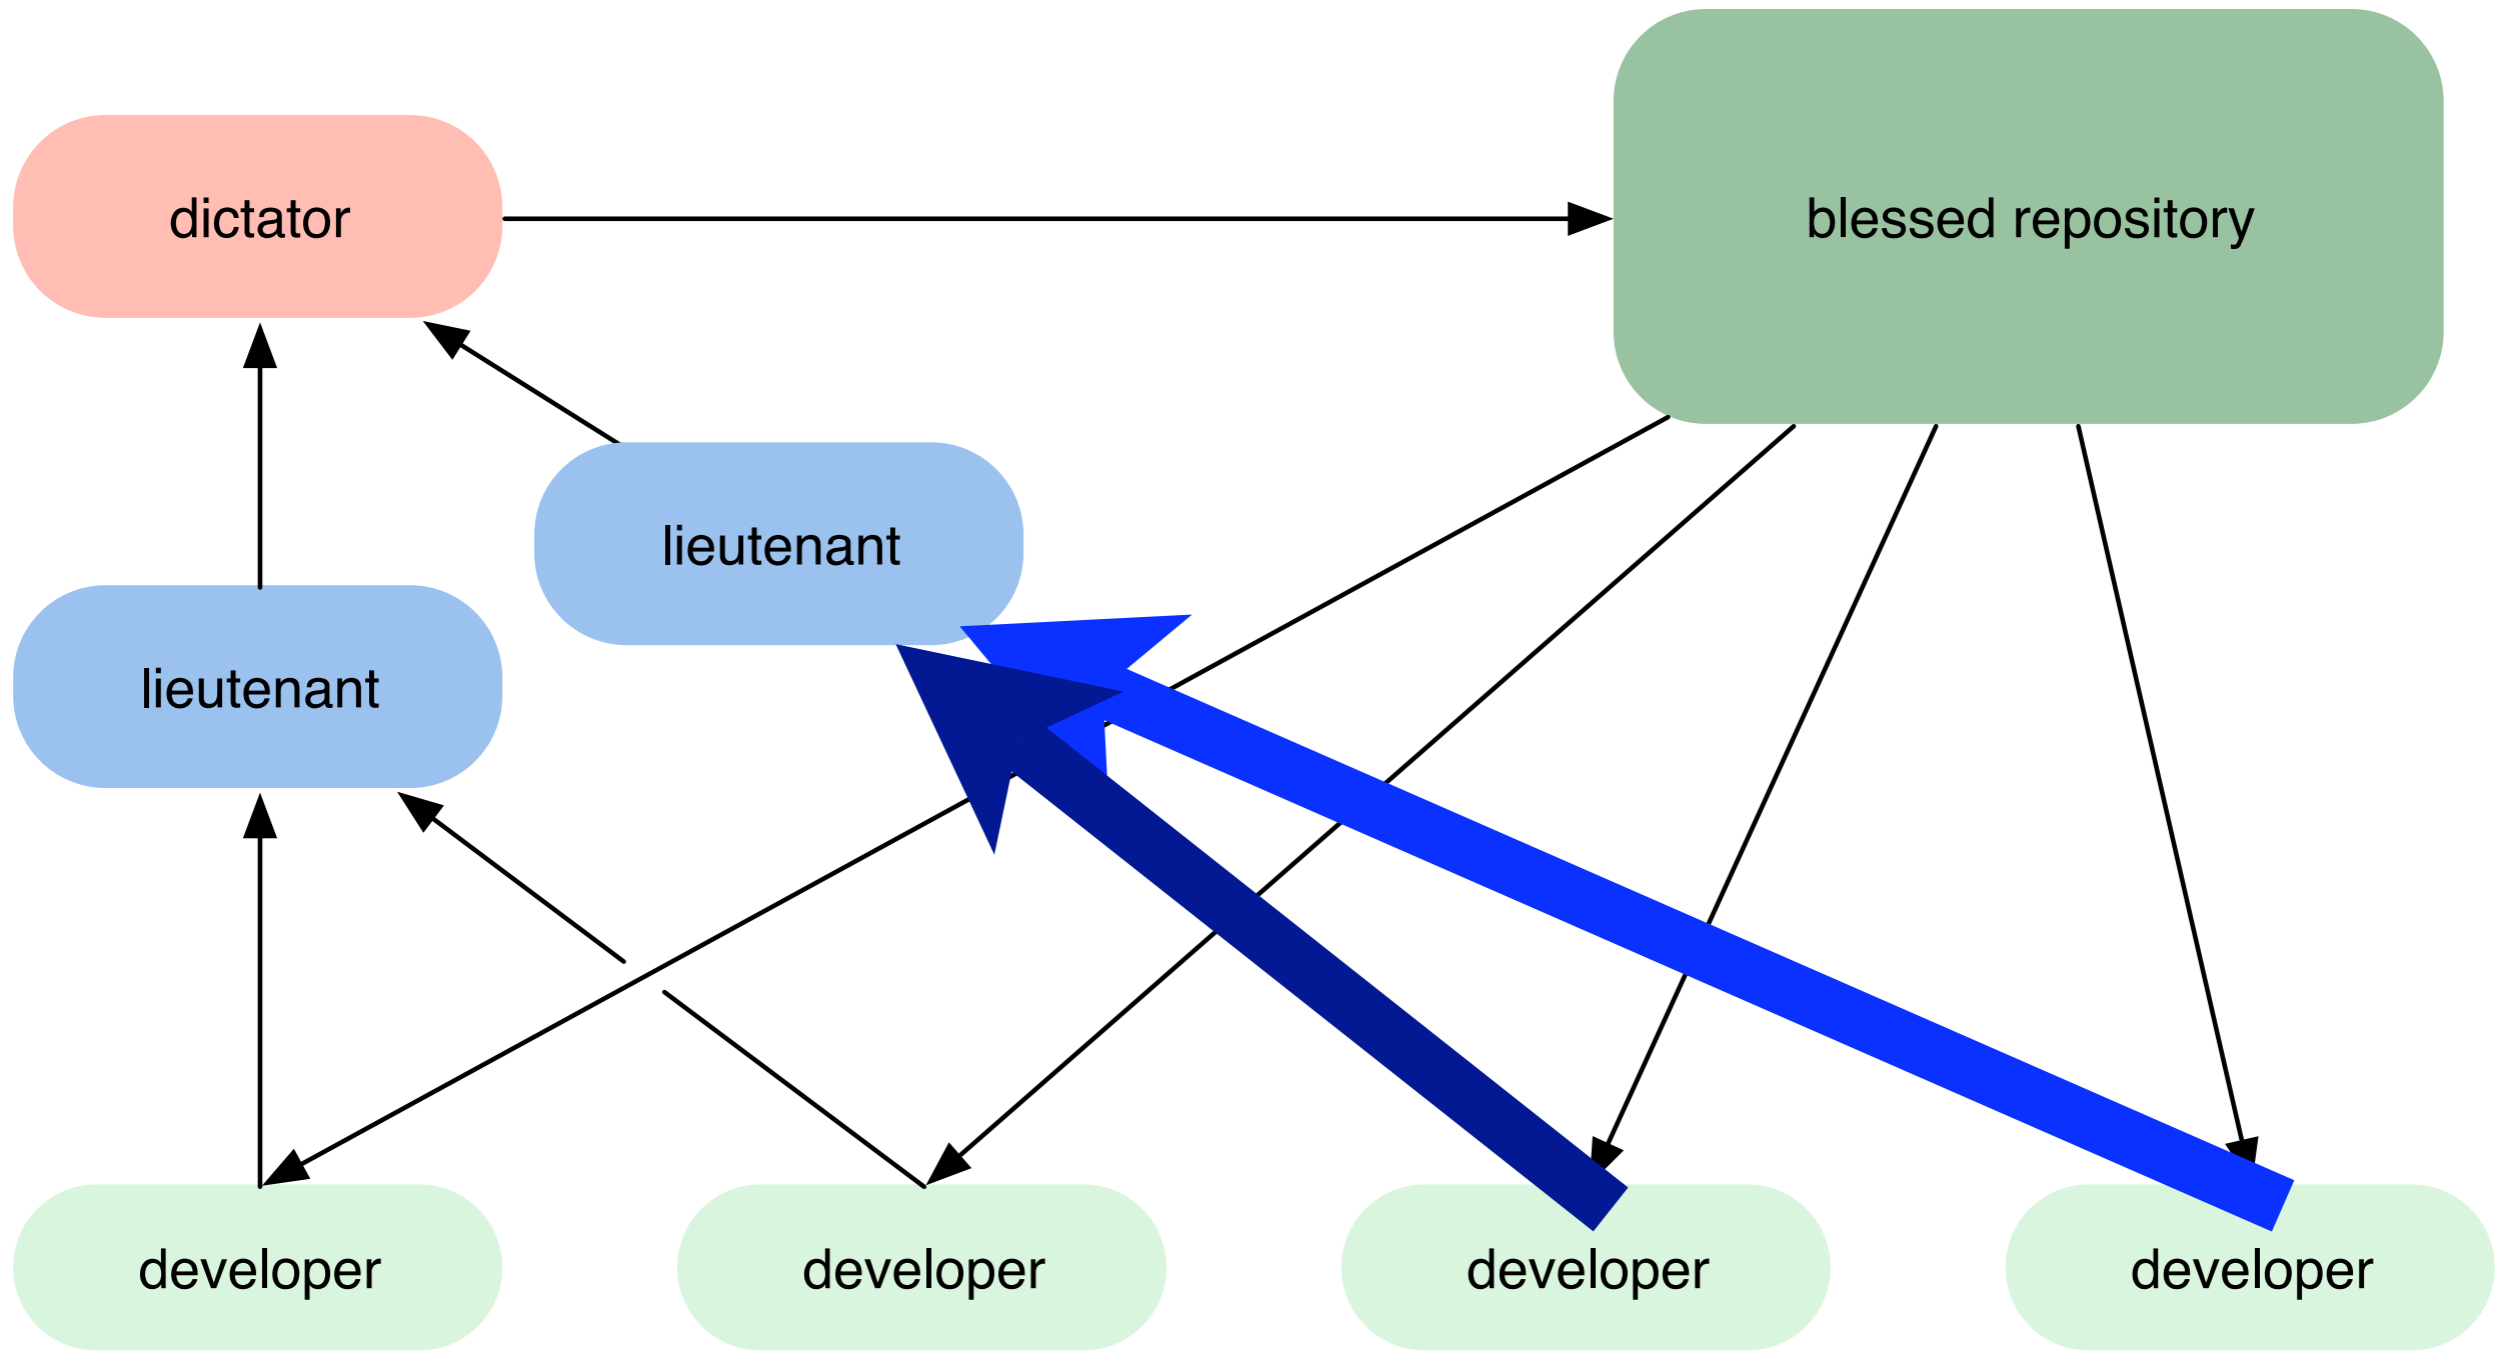 dictator
blessed repository
lieutenant
lieutenant
developer
developer
developer
developer